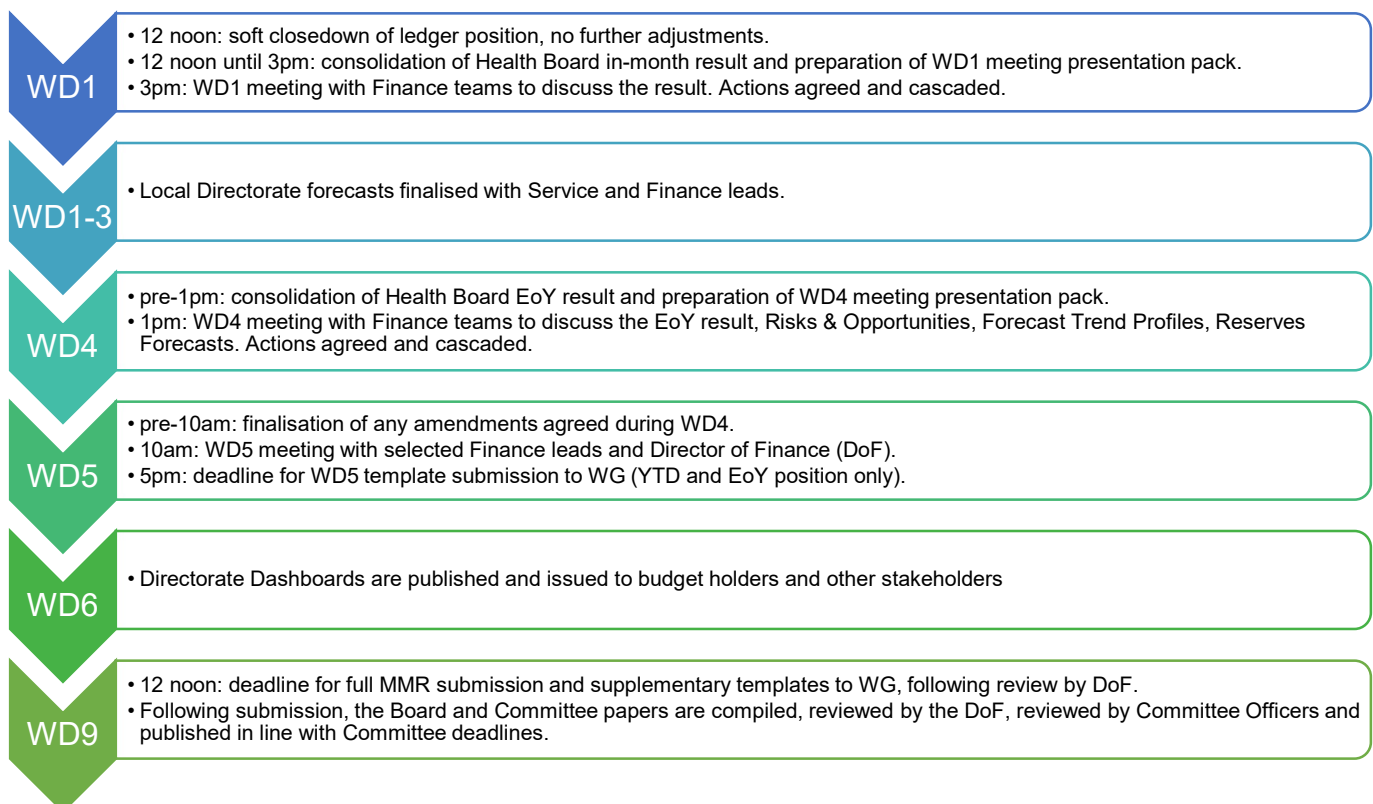 WD1
• 12 noon: soft closedown of ledger position, no further adjustments.
• 12 noon until 3pm: consolidation of Health Board in-month result and preparation of WD1 meeting presentation pack.
• 3pm: WD1 meeting with Finance teams to discuss the result. Actions agreed and cascaded.
WD1-3
• Local Directorate forecasts finalised with Service and Finance leads.
WD4
• pre-1pm: consolidation of Health Board EoY result and preparation of WD4 meeting presentation pack.
• 1pm: WD4 meeting with Finance teams to discuss the EoY result, Risks & Opportunities, Forecast Trend Profiles, Reserves
Forecasts. Actions agreed and cascaded.
WD5
• pre-10am: finalisation of any amendments agreed during WD4.
• 10am: WD5 meeting with selected Finance leads and Director of Finance (DoF).
• 5pm: deadline for WD5 template submission to WG (YTD and EoY position only).
WD6
• Directorate Dashboards are published and issued to budget holders and other stakeholders
WD9
• 12 noon: deadline for full MMR submission and supplementary templates to WG, following review by DoF.
• Following submission, the Board and Committee papers are compiled, reviewed by the DoF, reviewed by Committee Officers and
published in line with Committee deadlines.